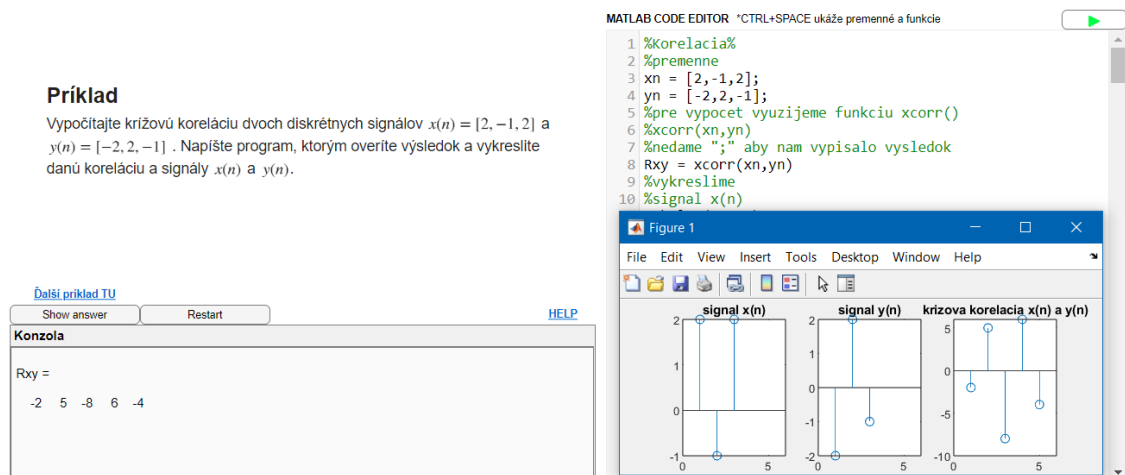 Príklad
Vypočítajte krížovú koreláciu dvoch diskrétnych signálov x(n) = [2, −1, 2] a
y(n) = [−2, 2, −1] . Napíšte program, ktorým overíte výsledok a vykreslite
danú koreláciu a signály x(n) a y(n).
Ďalší príklad TU
Show answer
Restart
HELP
Konzola
Rxy =
-2 5 -8 6 -4
MATLAB CODE EDITOR *CTRL+SPACE ukáže premenné a funkcie
1 %Korelacia%
2 %premenne
3 xn = [2,-1,2];
4 yn = [-2,2,-1];
5 %pre vypocet vyuzijeme funkciu xcorr()
6 %xcorr(xn,yn)
7 %nedame ";" aby nam vypisalo vysledok
8 Rxy = xcorr(xn,yn)
9 %vykreslime
10 %signal x(n)
Figure 1
File Edit View Insert Tools Desktop Window Help
signal x(n)
2
1
0
-1
0 5
signal y(n)
2
1
0
-1
-2
0 5
krizova korelacia x(n) a y(n)
5
0
-5
-10
0 5